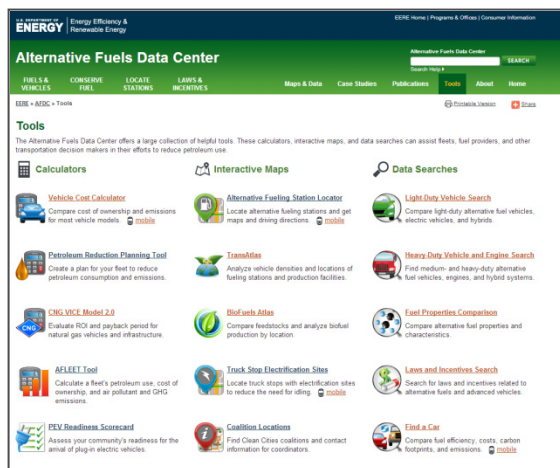 U.S. DEPARTMENT OF
ENERGY
Energy Efficiency &
Renewable Energy
EERE Home | Programs & Offices | Consumer Information
Alternative Fuels Data Center
Alternative Fuels Data Center
SEARCH
Search Help
FUELS &
VEHICLES
CONSERVE
FUEL
LOCATE
STATIONS
LAWS &
INCENTIVES
Maps & Data
Case Studies
Publications
Tools
About
Home
EERE » AFDC » Tools
Printable Version
Share
Tools
The Alternative Fuels Data Center offers a large collection of helpful tools. These calculators, interactive maps, and data searches can assist fleets, fuel providers, and other
transportation decision makers in their efforts to reduce petroleum use.
Calculators
Vehicle Cost Calculator
Compare cost of ownership and emissions
for most vehicle models. mobile
Petroleum Reduction Planning Tool
Create a plan for your fleet to reduce
petroleum consumption and emissions.
CNG
CNG VICE Model 2.0
Evaluate ROI and payback period for
natural gas vehicles and infrastructure.
AFLEET Tool
Calculate a fleet's petroleum use, cost of
ownership, and air pollutant and GHG
emissions.
PEV Readiness Scorecard
Assess your community's readiness for the
arrival of plug-in electric vehicles.
Interactive Maps
Alternative Fueling Station Locator
Locate alternative fueling stations and get
maps and driving directions. mobile
TransAtlas
Analyze vehicle densities and locations of
fueling stations and production facilities.
BioFuels Atlas
Compare feedstocks and analyze biofuel
production by location.
Truck Stop Electrification Sites
Locate truck stops with electrification sites
to reduce the need for idling. mobile
Coalition Locations
Find Clean Cities coalitions and contact
information for coordinators.
Data Searches
Light-Duty Vehicle Search
Compare light-duty alternative fuel vehicles,
electric vehicles, and hybrids.
Heavy-Duty Vehicle and Engine Search
Find medium- and heavy-duty alternative
fuel vehicles, engines, and hybrid systems.
Fuel Properties Comparison
Compare alternative fuel properties and
characteristics.
Laws and Incentives Search
Search for laws and incentives related to
alternative fuels and advanced vehicles.
Find a Car
Compare fuel efficiency, costs, carbon
footprints, and emissions. mobile